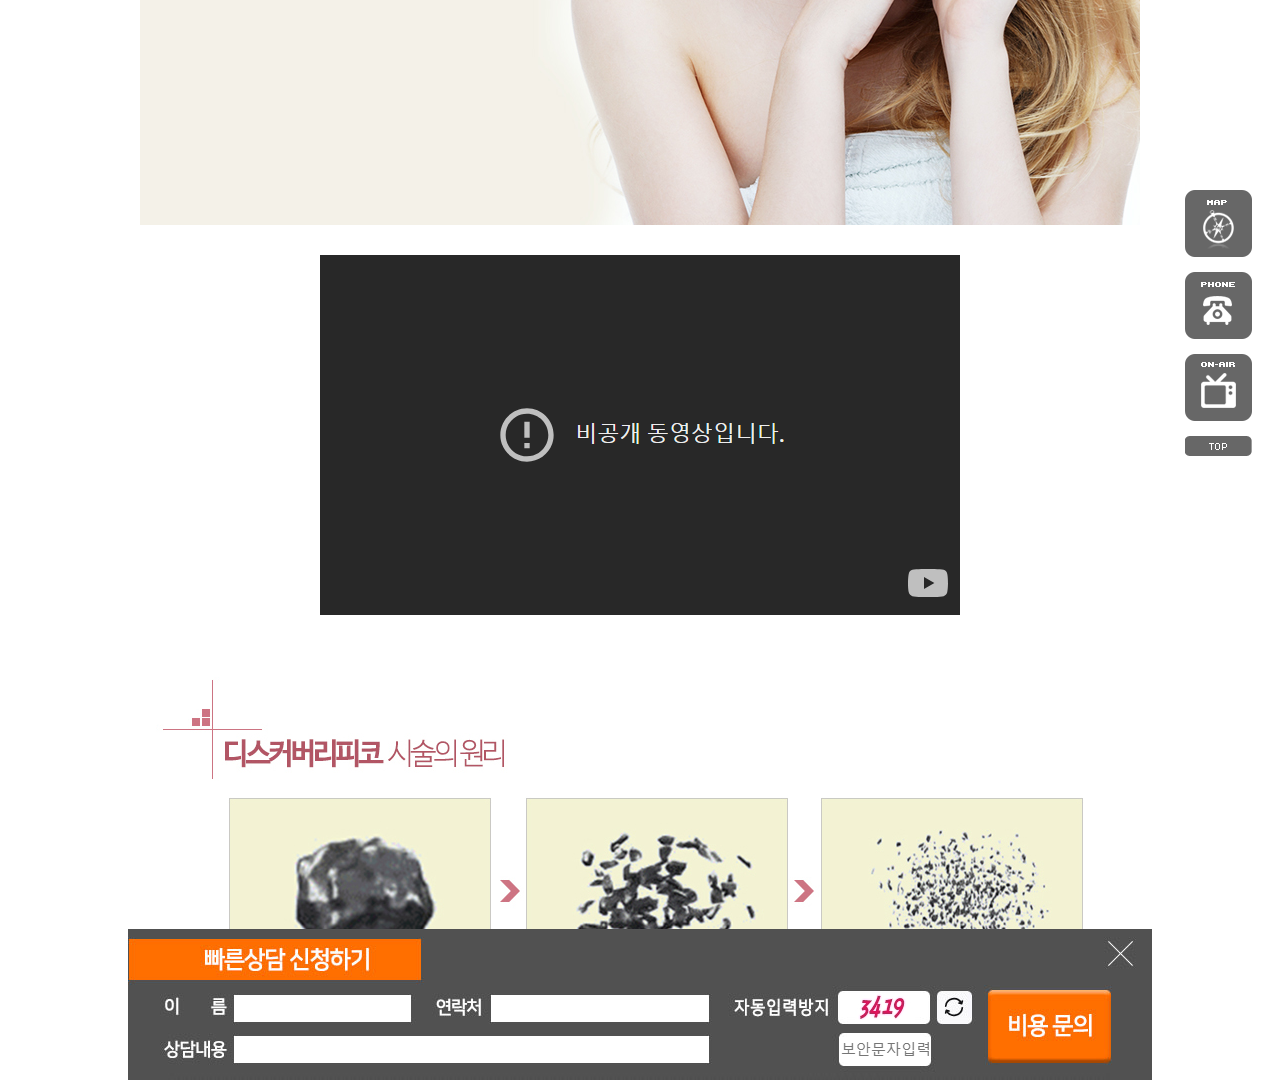 MAP
PHONE
비공개 동영상입니다.
ON-AIR
TOP
디스커버리피코 시술의 원리
빠른상담 신청하기
이 름
연락처
자동입력방지
3419
비용 문의
상담내용
보안문자입력